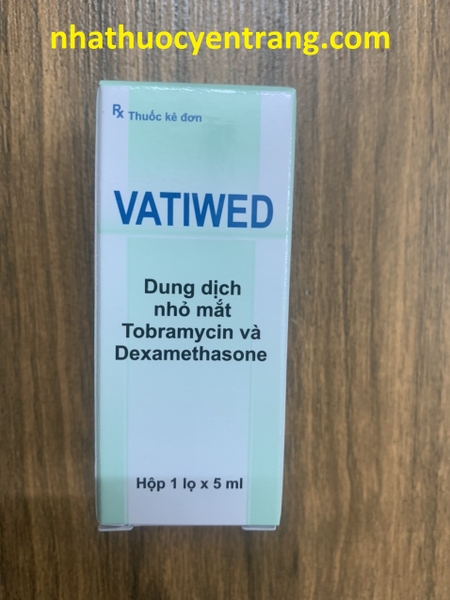 nhathuocyentrang.com
Rx Thuốc kê đơn
VATIWED
Dung dịch
nhỏ mắt
Tobramycin và
Dexamethasone
Hộp 1 lọ x 5 ml